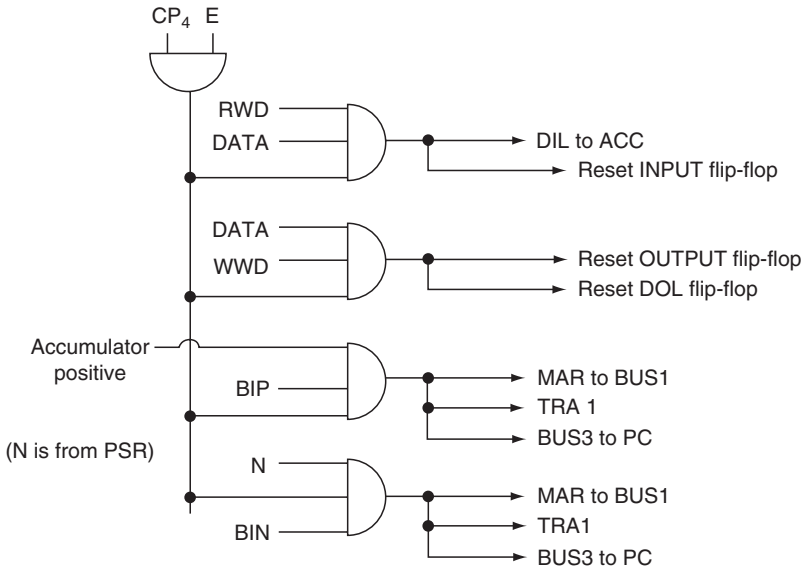 CP4 E
RWD
DATA
DIL to ACC
Reset INPUT flip-flop
DATA
WWD
Reset OUTPUT flip-flop
Reset DOL flip-flop
Accumulator
positive
BIP
MAR to BUS1
TRA 1
BUS3 to PC
(N is from PSR)
N
BIN
MAR to BUS1
TRA1
BUS3 to PC